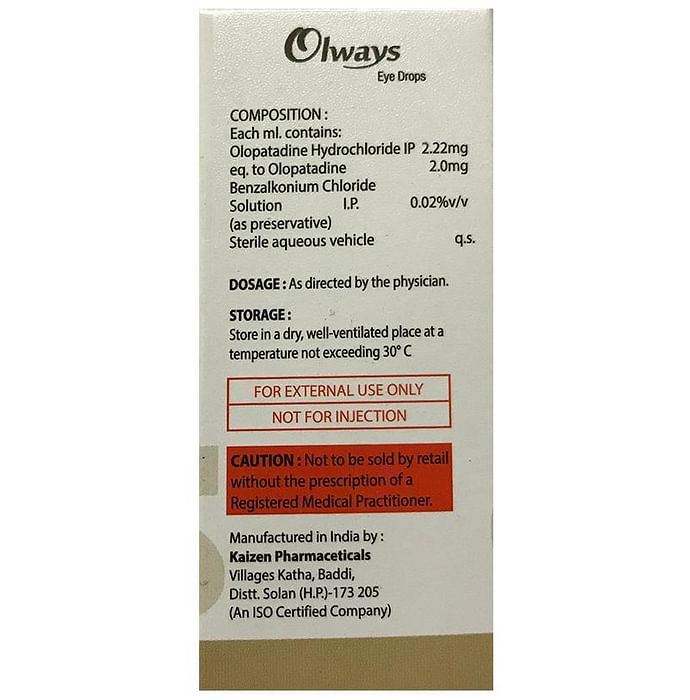 Olways
Eye Drops
COMPOSITION :
Each ml. contains:
Olopatadine Hydrochloride IP 2.22mg
eq. to Olopatadine 2.0mg
Benzalkonium Chloride
Solution I.P. 0.02%v/v
(as preservative)
Sterile aqueous vehicle q.s.
DOSAGE : As directed by the physician.
STORAGE :
Store in a dry, well-ventilated place at a
temperature not exceeding 30° C
FOR EXTERNAL USE ONLY
NOT FOR INJECTION
CAUTION : Not to be sold by retail
without the prescription of a
Registered Medical Practitioner.
Manufactured in India by :
Kaizen Pharmaceticals
Villages Katha, Baddi,
Distt. Solan (H.P.)-173 205
(An ISO Certified Company)